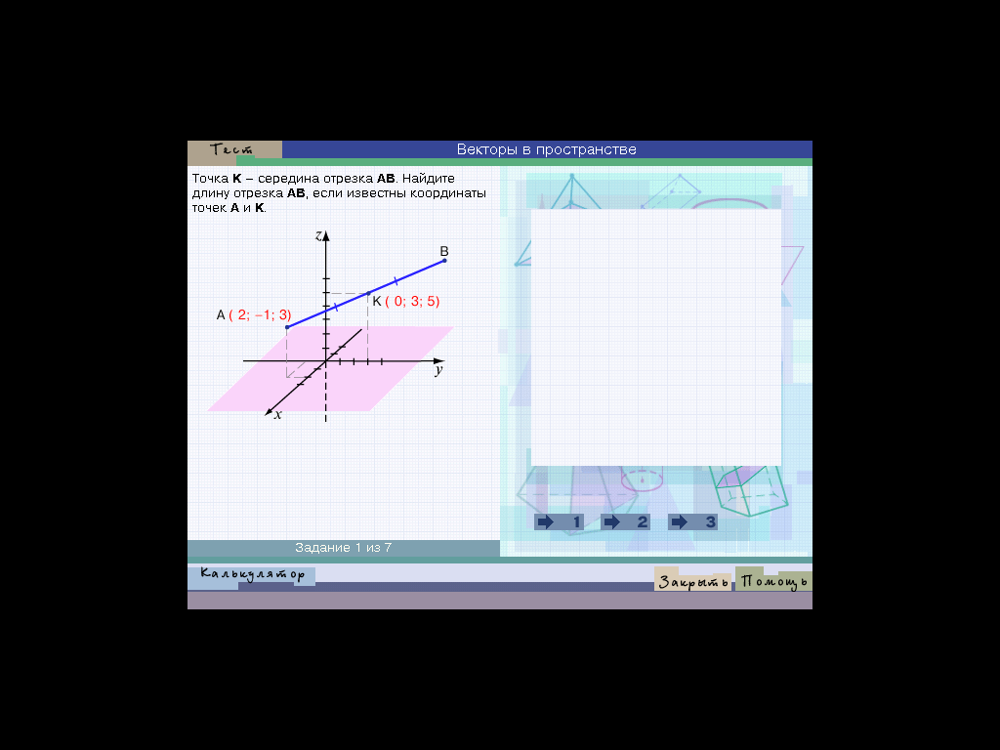 Тест
Векторы в пространстве
Точка K – середина отрезка AB. Найдите
длину отрезка AB, если известны координаты
точек A и K.
z
B
K ( 0; 3; 5)
A ( 2; −1; 3)
y
x
1 2 3
Задание 1 из 7
Калькулятор
Закрыть Помощь